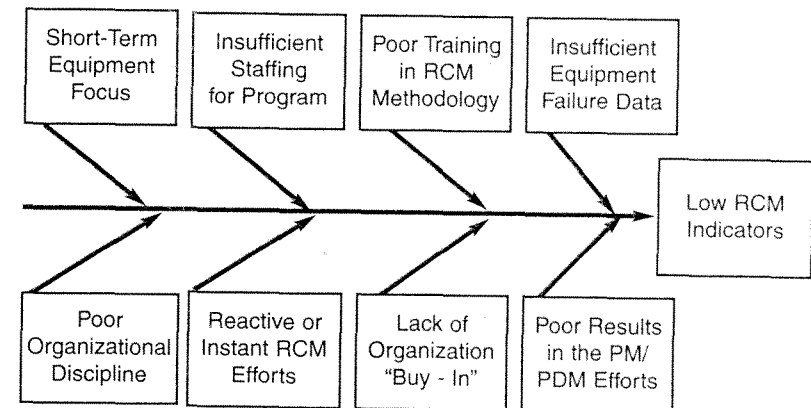 Short-Term
Equipment
Focus
Insufficient
Staffing
for Program
Poor Training
in RCM
Methodology
Insufficient
Equipment
Failure Data
Low RCM
Indicators
Poor
Organizational
Discipline
Reactive or
Instant RCM
Efforts
Lack of
Organization
"Buy - In"
Poor Results
in the PM/
PDM Efforts